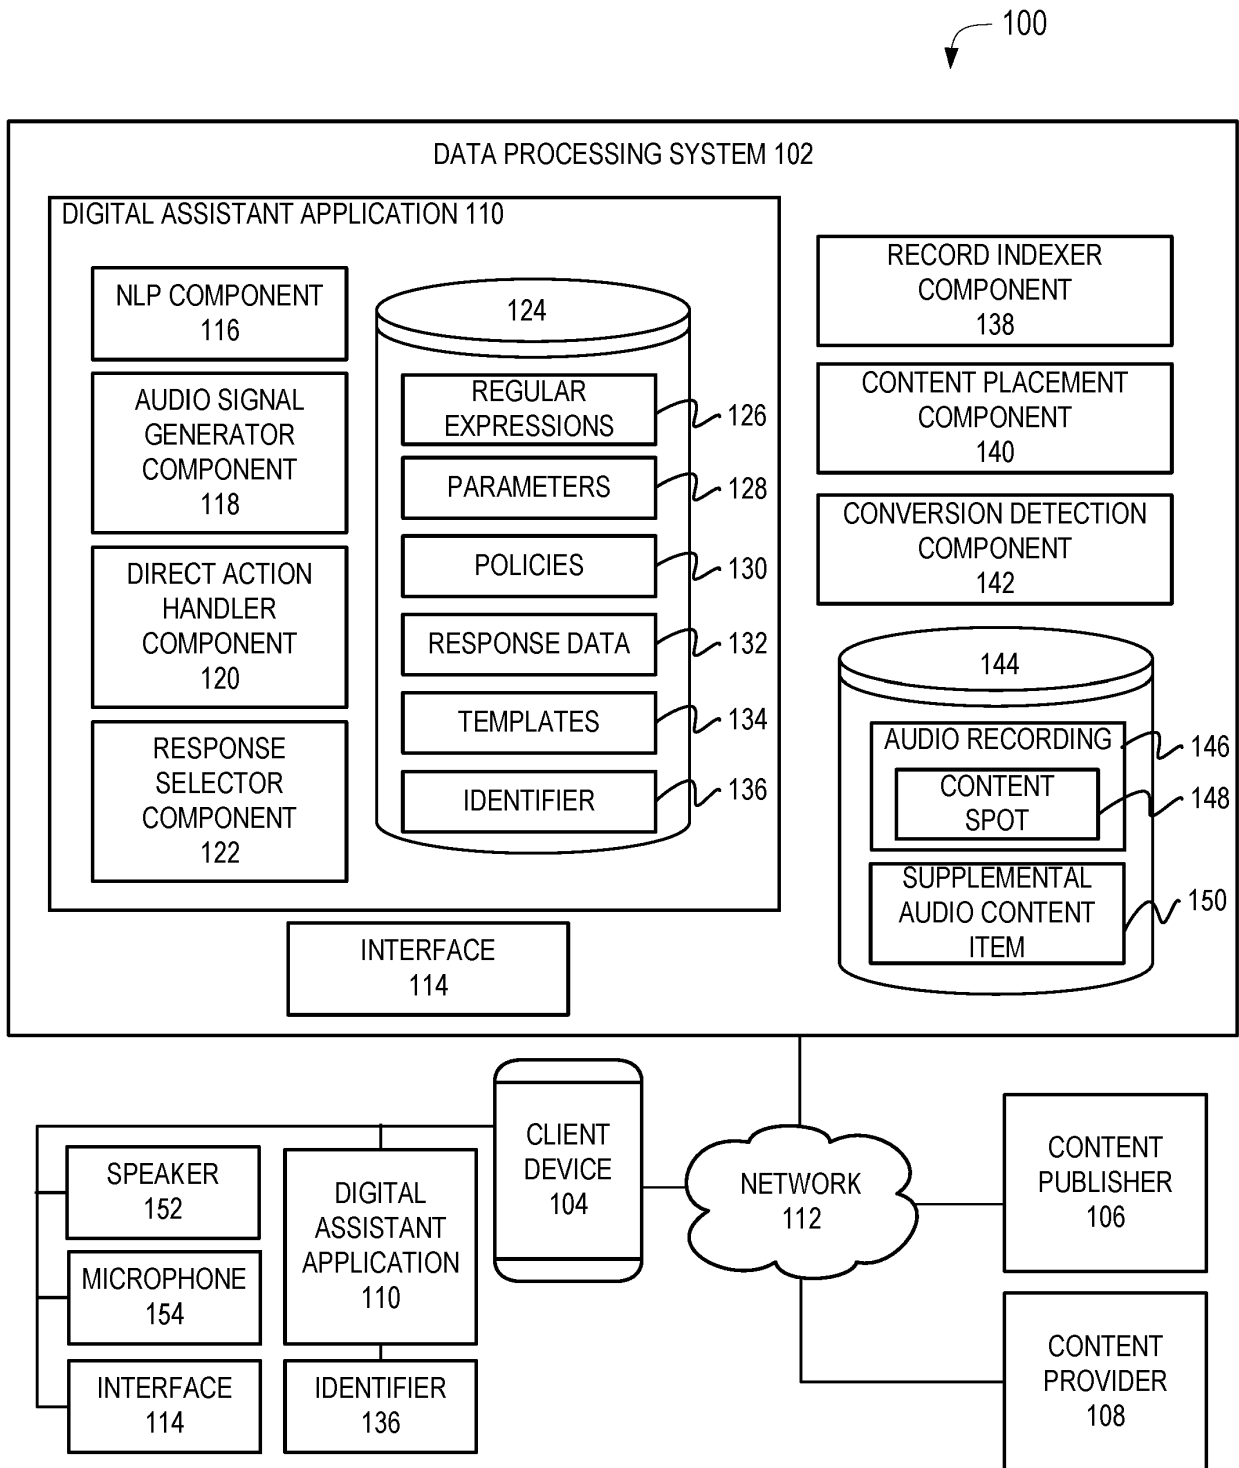 100
DATA PROCESSING SYSTEM 102
DIGITAL ASSISTANT APPLICATION 110
NLP COMPONENT
116
AUDIO SIGNAL
GENERATOR
COMPONENT
118
DIRECT ACTION
HANDLER
COMPONENT
120
RESPONSE
SELECTOR
COMPONENT
122
124
REGULAR
EXPRESSIONS
126
PARAMETERS
128
POLICIES
130
RESPONSE DATA
132
TEMPLATES
134
IDENTIFIER
136
RECORD INDEXER
COMPONENT
138
CONTENT PLACEMENT
COMPONENT
140
CONVERSION DETECTION
COMPONENT
142
144
AUDIO RECORDING
146
CONTENT
SPOT
148
SUPPLEMENTAL
AUDIO CONTENT
ITEM
150
INTERFACE
114
SPEAKER
152
MICROPHONE
154
INTERFACE
114
DIGITAL
ASSISTANT
APPLICATION
110
IDENTIFIER
136
CLIENT
DEVICE
104
NETWORK
112
CONTENT
PUBLISHER
106
CONTENT
PROVIDER
108